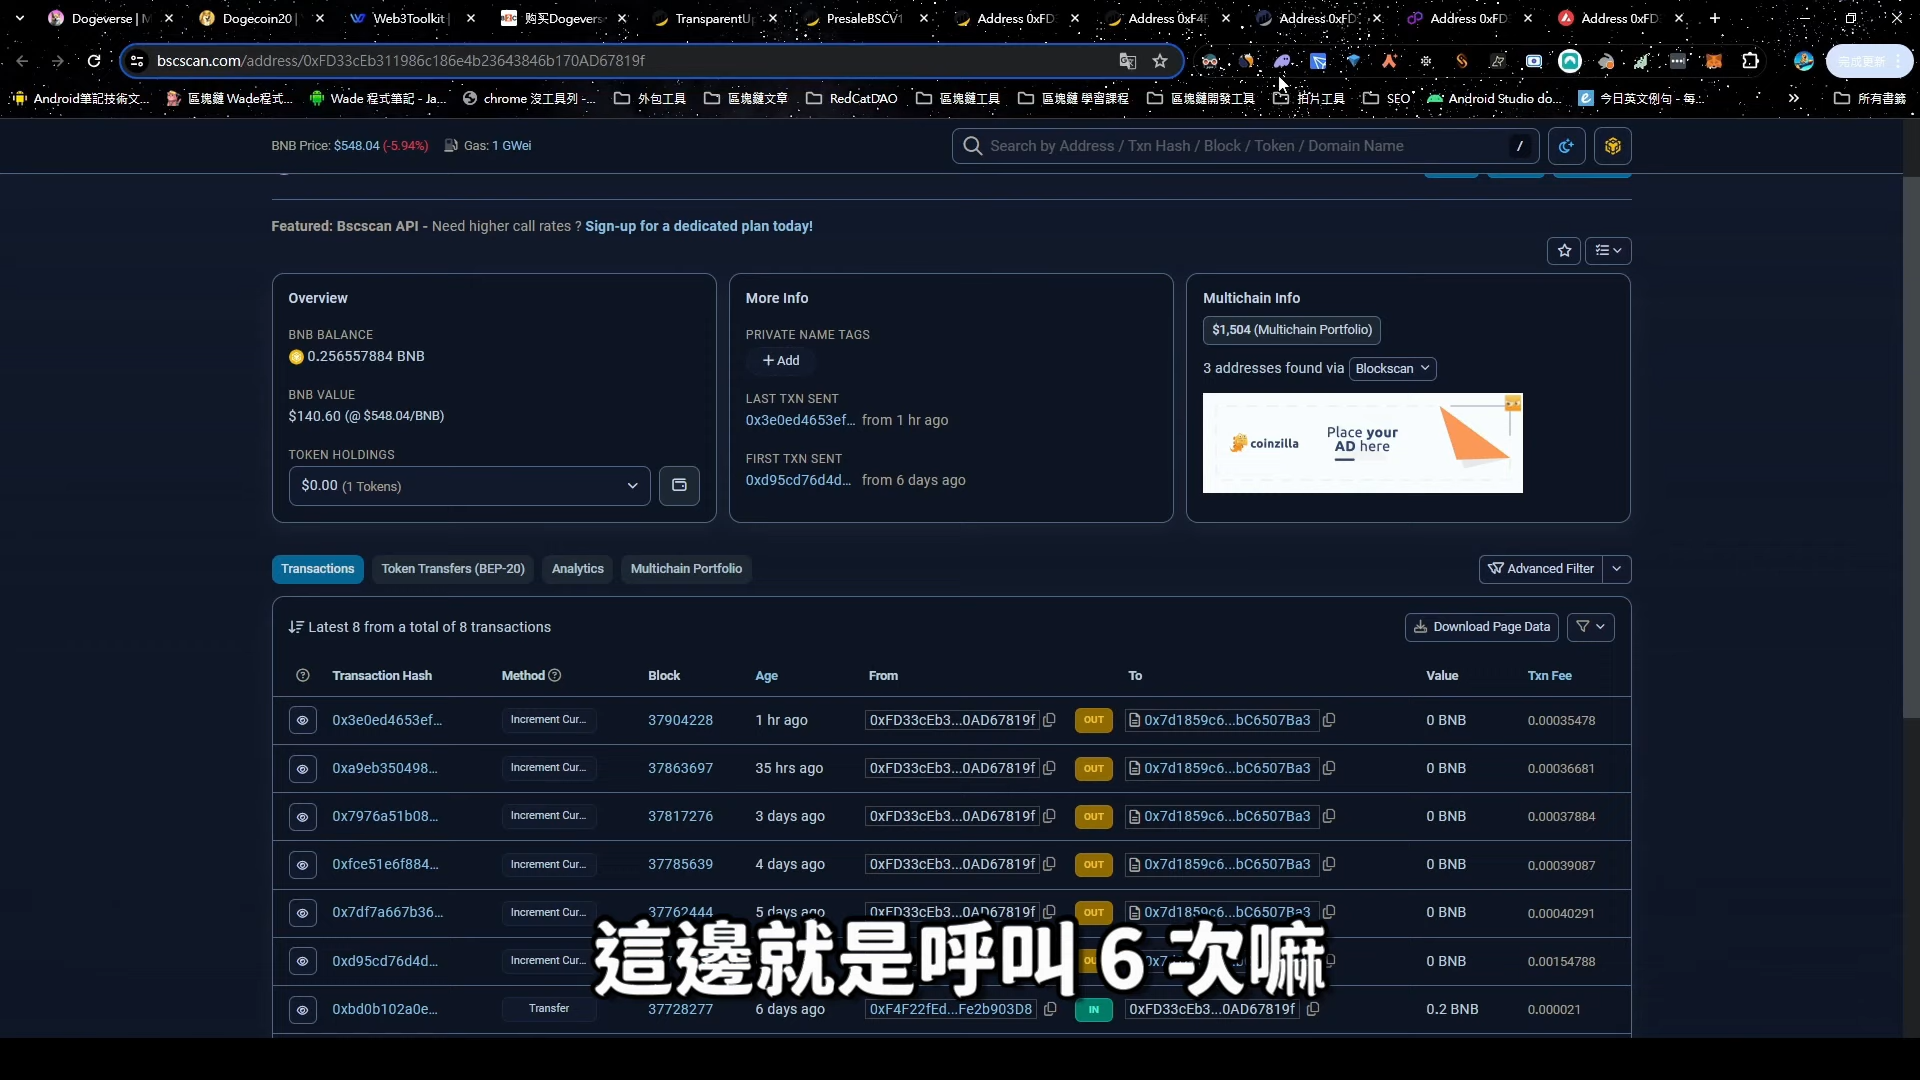 Dogeverse | M
Dogecoin20 |
Web3Toolkit |
购买Dogevers
TransparentU
PresaleBSCV1
Address 0xFD
Address 0xF4
Address 0xFD
Address 0xFD
Address 0xFD
bscscan.com/address/0xFD33cEb311986c186e4b23643846b170AD67819f
完成更新
Android筆記技術文...
區塊鏈 Wade程式...
Wade 程式筆記 - Ja...
chrome 沒工具列 -...
外包工具
區塊鏈文章
RedCatDAO
區塊鏈工具
區塊鏈 學習課程
區塊鏈開發工具
拍片工具
SEO
Android Studio do...
今日英文例句 - 每...
所有書籤
BNB Price: $548.04 (-5.94%) Gas: 1 GWei
Search by Address / Txn Hash / Block / Token / Domain Name /
Featured: Bscscan API - Need higher call rates ? Sign-up for a dedicated plan today!
Overview
BNB BALANCE
0.256557884 BNB
BNB VALUE
$140.60 (@ $548.04/BNB)
TOKEN HOLDINGS
$0.00 (1 Tokens)
More Info
PRIVATE NAME TAGS
+ Add
LAST TXN SENT
0x3e0ed4653ef... from 1 hr ago
FIRST TXN SENT
0xd95cd76d4d... from 6 days ago
Multichain Info
$1,504 (Multichain Portfolio)
3 addresses found via Blockscan
coinzilla
Place your
AD here
Transactions
Token Transfers (BEP-20)
Analytics
Multichain Portfolio
Advanced Filter
Latest 8 from a total of 8 transactions
Download Page Data
Transaction Hash Method Block Age From To Value Txn Fee
0x3e0ed4653ef... Increment Cur... 37904228 1 hr ago 0xFD33cEb3...0AD67819f OUT 0x7d1859c6...bC6507Ba3 0 BNB 0.00035478
0xa9eb350498... Increment Cur... 37863697 35 hrs ago 0xFD33cEb3...0AD67819f OUT 0x7d1859c6...bC6507Ba3 0 BNB 0.00036681
0x7976a51b08... Increment Cur... 37817276 3 days ago 0xFD33cEb3...0AD67819f OUT 0x7d1859c6...bC6507Ba3 0 BNB 0.00037884
0xfce51e6f884... Increment Cur... 37785639 4 days ago 0xFD33cEb3...0AD67819f OUT 0x7d1859c6...bC6507Ba3 0 BNB 0.00039087
0x7df7a667b36... Increment Cur... 37762444 5 days ago 0xFD33cEb3...0AD67819f OUT 0x7d1859c6...bC6507Ba3 0 BNB 0.00040291
0xd95cd76d4d... Increment Cur... 0 BNB 0.00154788
這邊就是呼叫 6 次嘛
0xbd0b102a0e... Transfer 37728277 6 days ago 0xF4F22fEd...Fe2b903D8 IN 0xFD33cEb3...0AD67819f 0.2 BNB 0.000021